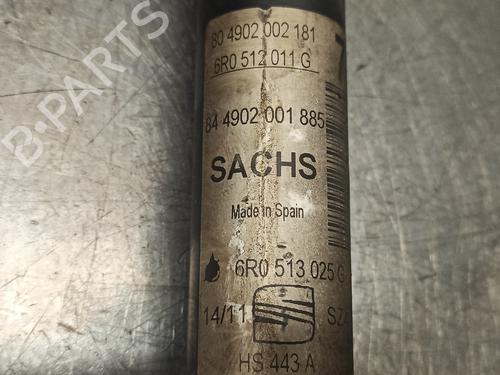 80 4902 002 181
6R0 512 011 G
84 4902 001 885
SACHS
Made in Spain
6R0 513 025 G
14/11
SZ
HS 443 A
B-PARTS